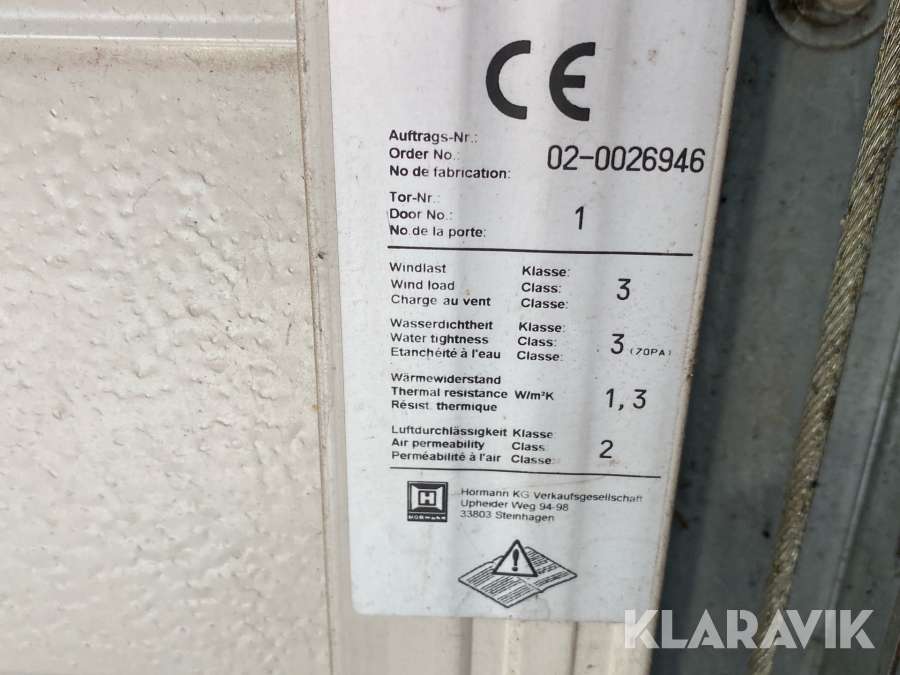 CE
Auftrags-Nr.:
Order No.: 02-0026946
No de fabrication:
Tor-Nr.:
Door No.: 1
No.de la porte:
Windlast Klasse:
Wind load Class: 3
Charge au vent Classe:
Wasserdichtheit Klasse:
Water tightness Class: 3 (70PA)
Etanchéité à l'eau Classe:
Wärmewiderstand
Thermal resistance W/m²K 1,3
Résist. thermique
Luftdurchlässigkeit Klasse
Air permeability Class: 2
Perméabilité à l'air Classe:
H
HÖRMANN
Hörmann KG Verkaufsgesellschaft
Upheider Weg 94-98
33803 Steinhagen
KLARAVIK